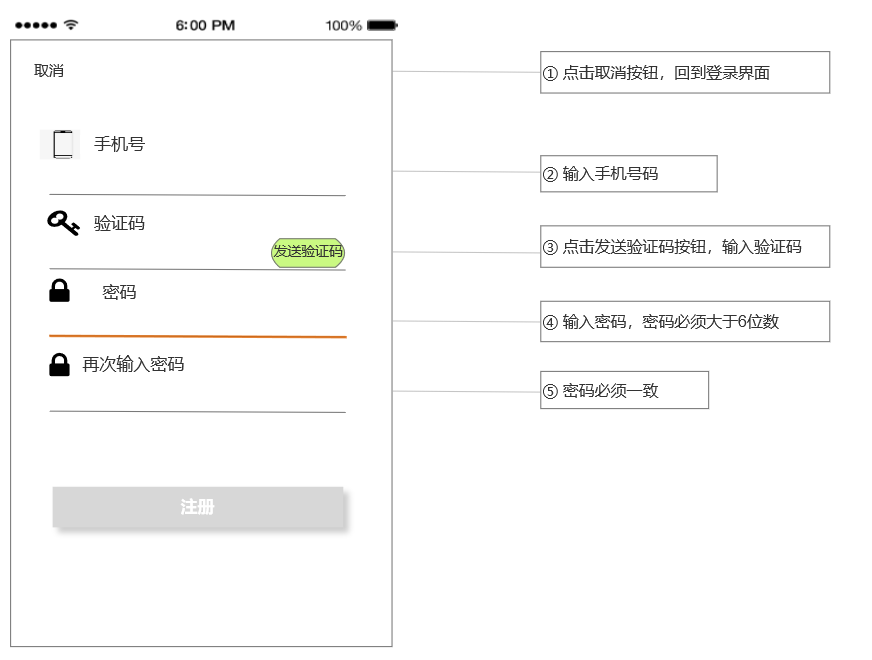 6:00 PM
100%
取消
① 点击取消按钮，回到登录界面
手机号
② 输入手机号码
验证码
发送验证码
③ 点击发送验证码按钮，输入验证码
密码
④ 输入密码，密码必须大于6位数
再次输入密码
⑤ 密码必须一致
注册